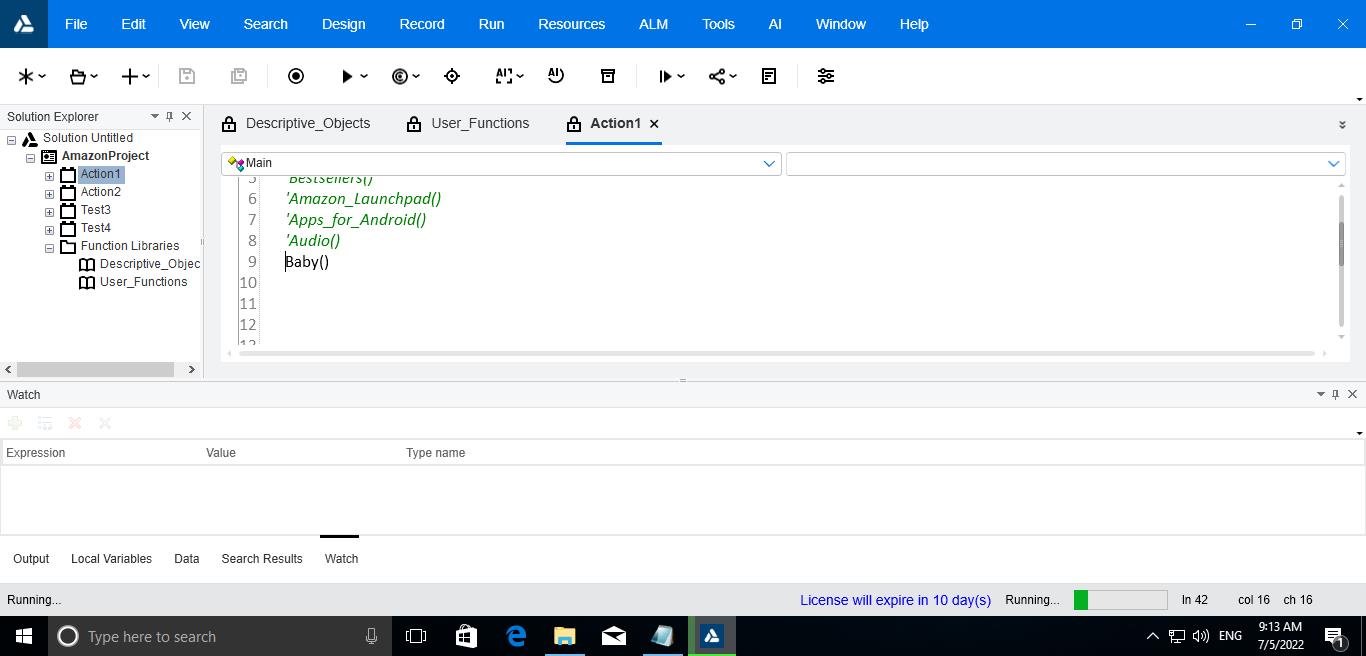 File Edit View Search Design Record Run Resources ALM Tools AI Window Help
AI AI
Solution Explorer
Solution Untitled
AmazonProject
Action1
Action2
Test3
Test4
Function Libraries
Descriptive_Objec
User_Functions
Descriptive_Objects User_Functions Action1
Main
5 'Bestsellers()
6 'Amazon_Launchpad()
7 'Apps_for_Android()
8 'Audio()
9 Baby()
10
11
12
13
Watch
Expression Value Type name
Output Local Variables Data Search Results Watch
Running... License will expire in 10 day(s) Running... ln 42 col 16 ch 16
Type here to search ENG 9:13 AM
7/5/2022
1